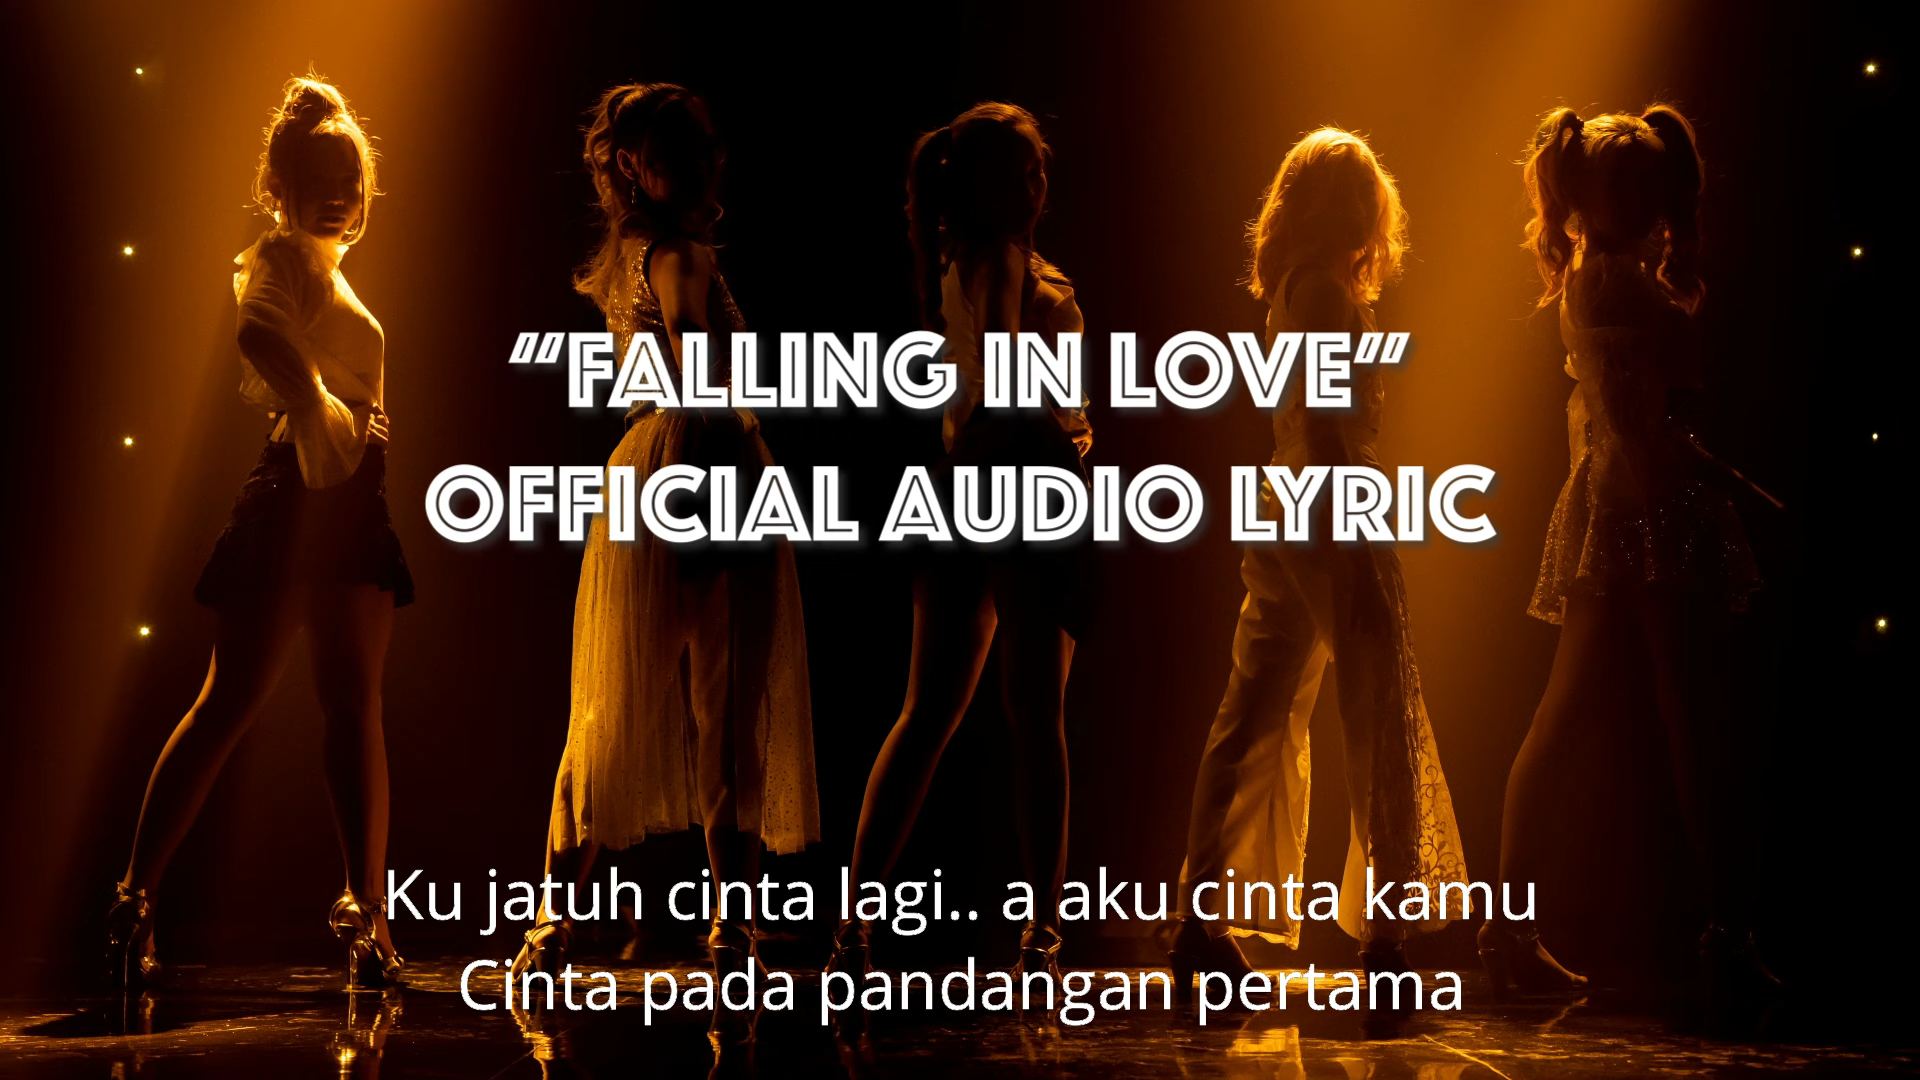 “FALLING IN LOVE”
OFFICIAL AUDIO LYRIC
Ku jatuh cinta lagi.. a aku cinta kamu
Cinta pada pandangan pertama